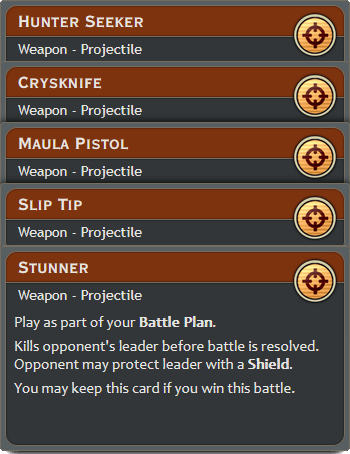 Hunter Seeker
Weapon - Projectile
Crysknife
Weapon - Projectile
Maula Pistol
Weapon - Projectile
Slip Tip
Weapon - Projectile
Stunner
Weapon - Projectile
Play as part of your Battle Plan.
Kills opponent's leader before battle is resolved.
Opponent may protect leader with a Shield.
You may keep this card if you win this battle.